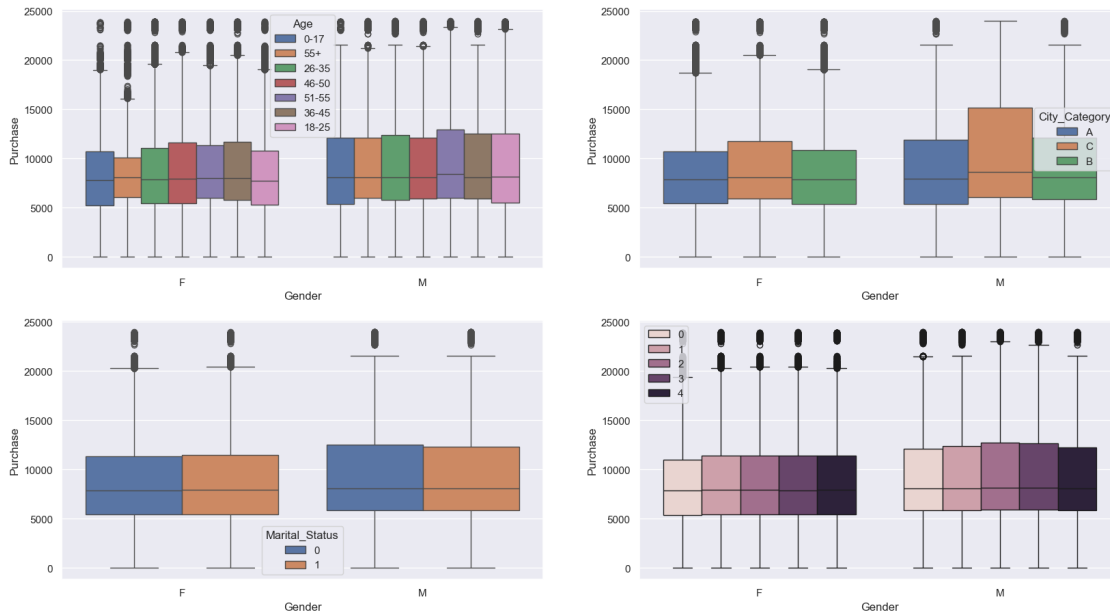 25000
20000
15000
10000
5000
0
Purchase
Age
0-17
55+
26-35
46-50
51-55
36-45
18-25
F
M
Gender
25000
20000
15000
10000
5000
0
Purchase
City_Category
A
C
B
F
M
Gender
25000
20000
15000
10000
5000
0
Purchase
Marital_Status
0
1
F
M
Gender
25000
20000
15000
10000
5000
0
Purchase
0
1
2
3
4
F
M
Gender